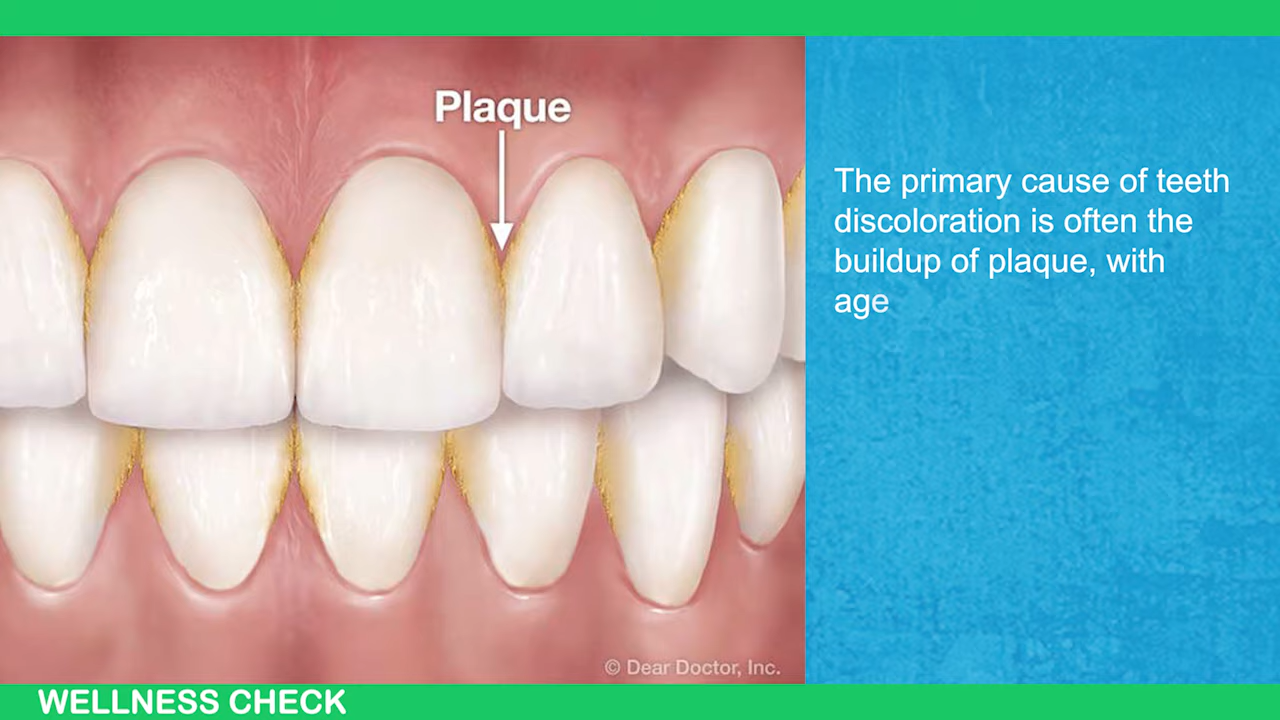 Plaque
The primary cause of teeth
discoloration is often the
buildup of plaque, with
age
© Dear Doctor, Inc.
WELLNESS CHECK